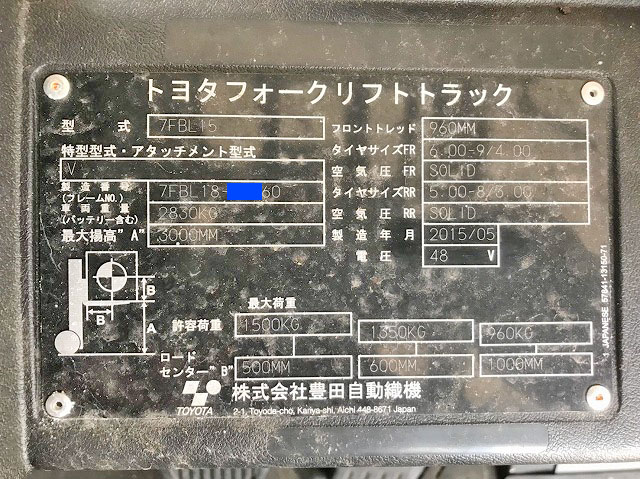 トヨタフォークリフトトラック
型式 7FBL15
特型型式・アタッチメント型式
V
製造番号 (フレームNO.) 7FBL18- 60
車両重量 (バッテリー含む) 2830KG
最大揚高"A" 3000MM
フロントトレッド 960MM
タイヤサイズFR 6.00-9/4.00
空気圧FR SOLID
タイヤサイズRR 5.00-8/3.00
空気圧RR SOLID
製造年月 2015/05
電圧 48 V
B
B
A
最大荷重
許容荷重 1500KG 1350KG 960KG
ロードセンター"B" 500MM 600MM 1000MM
TOYOTA
株式会社豊田自動織機
2-1, Toyoda-cho, Kariya-shi, Aichi 448-8671 Japan
JAPANESE 57841-13150-71